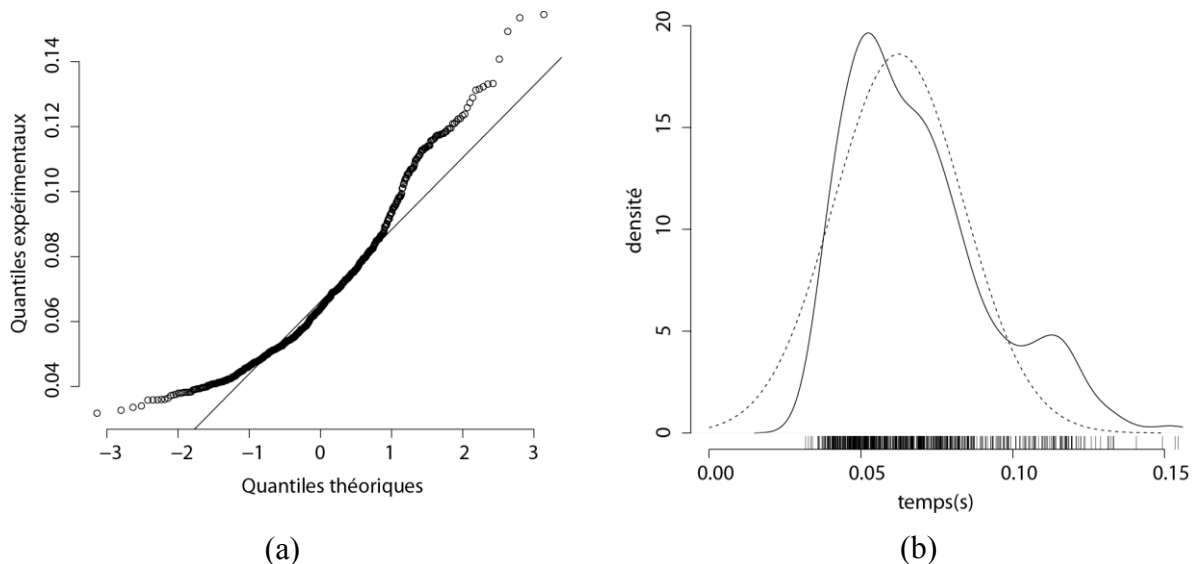 0.14
0.12
0.10
0.08
0.06
0.04
Quantiles expérimentaux
−3 −2 −1 0 1 2 3
Quantiles théoriques
(a)
20
15
10
5
0
densité
0.00 0.05 0.10 0.15
temps(s)
(b)